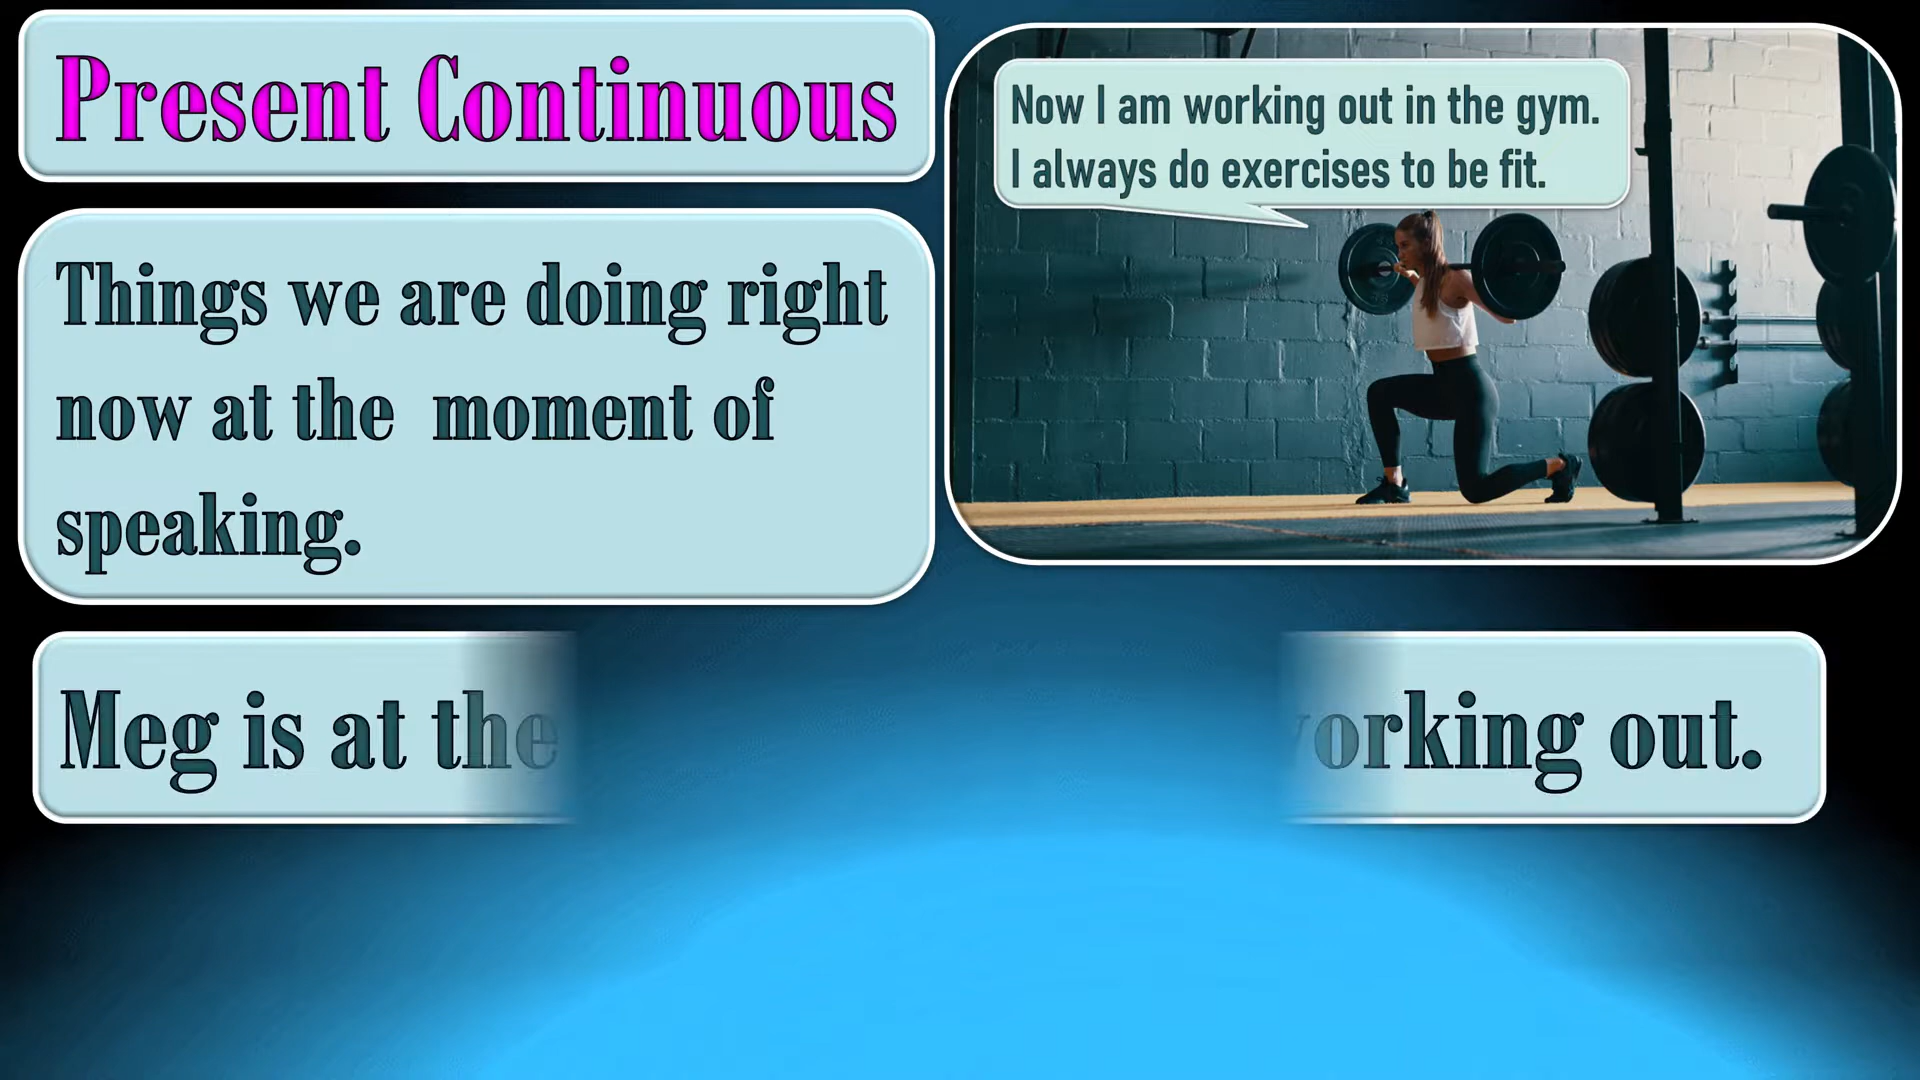 Present Continuous
Now I am working out in the gym.
I always do exercises to be fit.
Things we are doing right
now at the moment of
speaking.
Meg is at the
out.